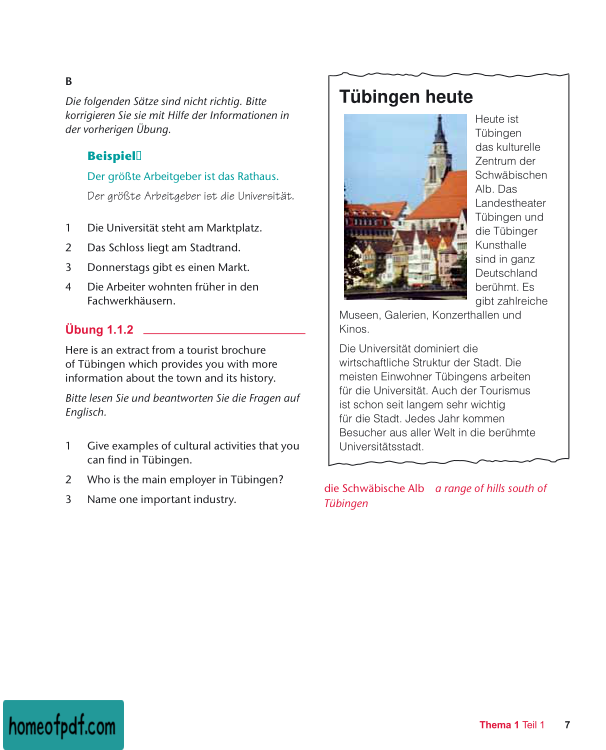 B
Die folgenden Sätze sind nicht richtig. Bitte
korrigieren Sie sie mit Hilfe der Informationen in
der vorherigen Übung.
Beispiel
Der größte Arbeitgeber ist das Rathaus.
Der größte Arbeitgeber ist die Universität.
1 Die Universität steht am Marktplatz.
2 Das Schloss liegt am Stadtrand.
3 Donnerstags gibt es einen Markt.
4 Die Arbeiter wohnten früher in den
Fachwerkhäusern.
Übung 1.1.2
Here is an extract from a tourist brochure
of Tübingen which provides you with more
information about the town and its history.
Bitte lesen Sie und beantworten Sie die Fragen auf
Englisch.
1 Give examples of cultural activities that you
can find in Tübingen.
2 Who is the main employer in Tübingen?
3 Name one important industry.
Tübingen heute
Heute ist
Tübingen
das kulturelle
Zentrum der
Schwäbischen
Alb. Das
Landestheater
Tübingen und
die Tübinger
Kunsthalle
sind in ganz
Deutschland
berühmt. Es
gibt zahlreiche
Museen, Galerien, Konzerthallen und
Kinos.
Die Universität dominiert die
wirtschaftliche Struktur der Stadt. Die
meisten Einwohner Tübingens arbeiten
für die Universität. Auch der Tourismus
ist schon seit langem sehr wichtig
für die Stadt. Jedes Jahr kommen
Besucher aus aller Welt in die berühmte
Universitätsstadt.
die Schwäbische Alb a range of hills south of
Tübingen
Thema 1 Teil 1 7
homeofpdf.com